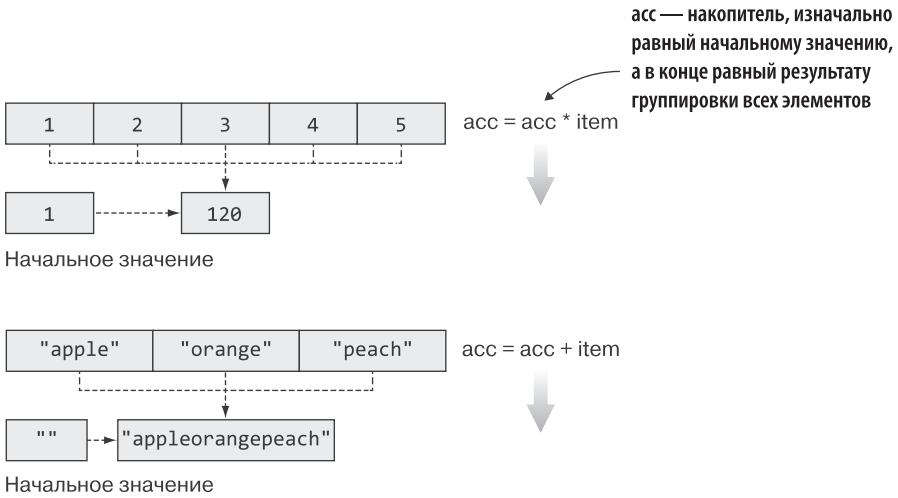 acc — накопитель, изначально
равный начальному значению,
а в конце равный результату
группировки всех элементов
1 2 3 4 5 acc = acc * item
1 120
Начальное значение
"apple" "orange" "peach" acc = acc + item
"" "appleorangepeach"
Начальное значение